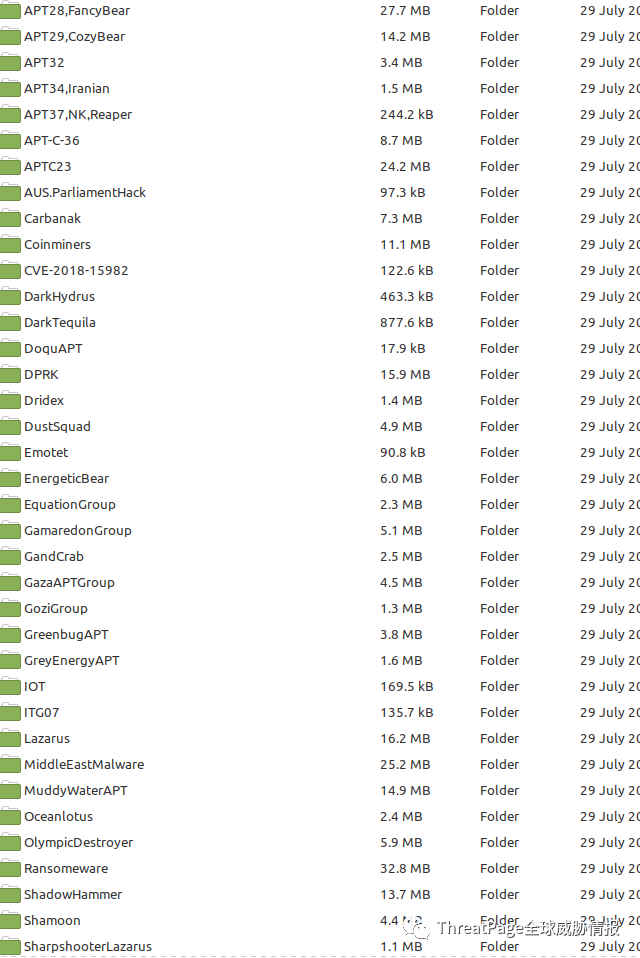 APT28,FancyBear 27.7 MB Folder 29 July 20
APT29,CozyBear 14.2 MB Folder 29 July 20
APT32 3.4 MB Folder 29 July 20
APT34,Iranian 1.5 MB Folder 29 July 20
APT37,NK,Reaper 244.2 kB Folder 29 July 20
APT-C-36 8.7 MB Folder 29 July 20
APTC23 24.2 MB Folder 29 July 20
AUS.ParliamentHack 97.3 kB Folder 29 July 20
Carbanak 7.3 MB Folder 29 July 20
Coinminers 11.1 MB Folder 29 July 20
CVE-2018-15982 122.6 kB Folder 29 July 20
DarkHydrus 463.3 kB Folder 29 July 20
DarkTequila 877.6 kB Folder 29 July 20
DoquAPT 17.9 kB Folder 29 July 20
DPRK 15.9 MB Folder 29 July 20
Dridex 1.4 MB Folder 29 July 20
DustSquad 4.9 MB Folder 29 July 20
Emotet 90.8 kB Folder 29 July 20
EnergeticBear 6.0 MB Folder 29 July 20
EquationGroup 2.3 MB Folder 29 July 20
GamaredonGroup 5.1 MB Folder 29 July 20
GandCrab 2.5 MB Folder 29 July 20
GazaAPTGroup 4.5 MB Folder 29 July 20
GoziGroup 1.3 MB Folder 29 July 20
GreenbugAPT 3.8 MB Folder 29 July 20
GreyEnergyAPT 1.6 MB Folder 29 July 20
IOT 169.5 kB Folder 29 July 20
ITG07 135.7 kB Folder 29 July 20
Lazarus 16.2 MB Folder 29 July 20
MiddleEastMalware 25.2 MB Folder 29 July 20
MuddyWaterAPT 14.9 MB Folder 29 July 20
Oceanlotus 2.4 MB Folder 29 July 20
OlympicDestroyer 5.9 MB Folder 29 July 20
Ransomeware 32.8 MB Folder 29 July 20
ShadowHammer 13.7 MB Folder 29 July 20
Shamoon 4.4 MB Folder 29 July 20
ThreatPage全球威胁情报
SharpshooterLazarus 1.1 MB Folder 29 July 20